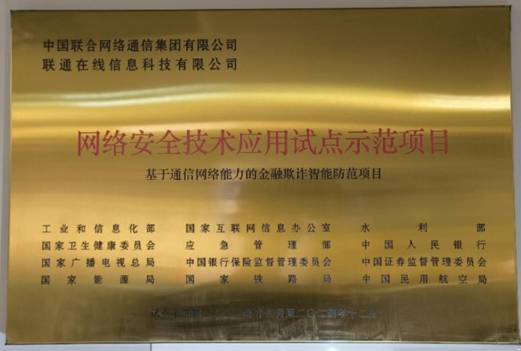 中国联合网络通信集团有限公司
联通在线信息科技有限公司
网络安全技术应用试点示范项目
基于通信网络能力的金融欺诈智能防范项目
工业和信息化部 国家互联网信息办公室 水利部
国家卫生健康委员会 应急管理部 中国人民银行
国家广播电视总局 中国银行保险监督管理委员会 中国证券监督管理委员会
国家能源局 国家铁路局 中国民用航空局